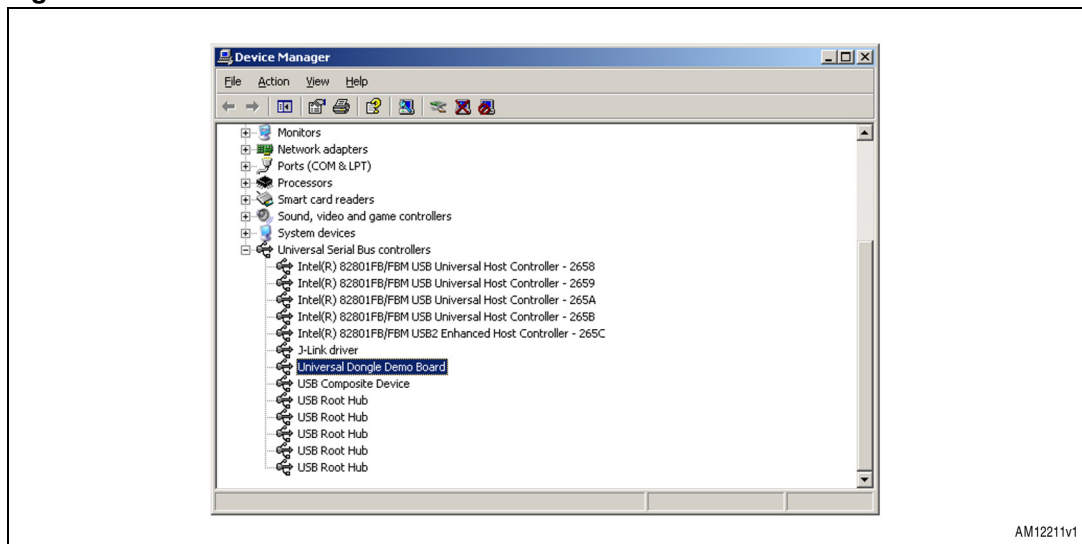 Device Manager
File Action View Help
Monitors
Network adapters
Ports (COM & LPT)
Processors
Smart card readers
Sound, video and game controllers
System devices
Universal Serial Bus controllers
Intel(R) 82801FB/FBM USB Universal Host Controller - 2658
Intel(R) 82801FB/FBM USB Universal Host Controller - 2659
Intel(R) 82801FB/FBM USB Universal Host Controller - 265A
Intel(R) 82801FB/FBM USB Universal Host Controller - 265B
Intel(R) 82801FB/FBM USB2 Enhanced Host Controller - 265C
J-Link driver
Universal Dongle Demo Board
USB Composite Device
USB Root Hub
USB Root Hub
USB Root Hub
USB Root Hub
USB Root Hub
AM12211v1